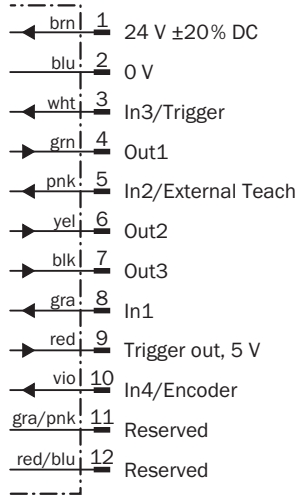 brn 1 24 V ±20% DC
blu 2 0 V
wht 3 In3/Trigger
grn 4 Out1
pnk 5 In2/External Teach
yel 6 Out2
blk 7 Out3
gra 8 In1
red 9 Trigger out, 5 V
vio 10 In4/Encoder
gra/pnk 11 Reserved
red/blu 12 Reserved